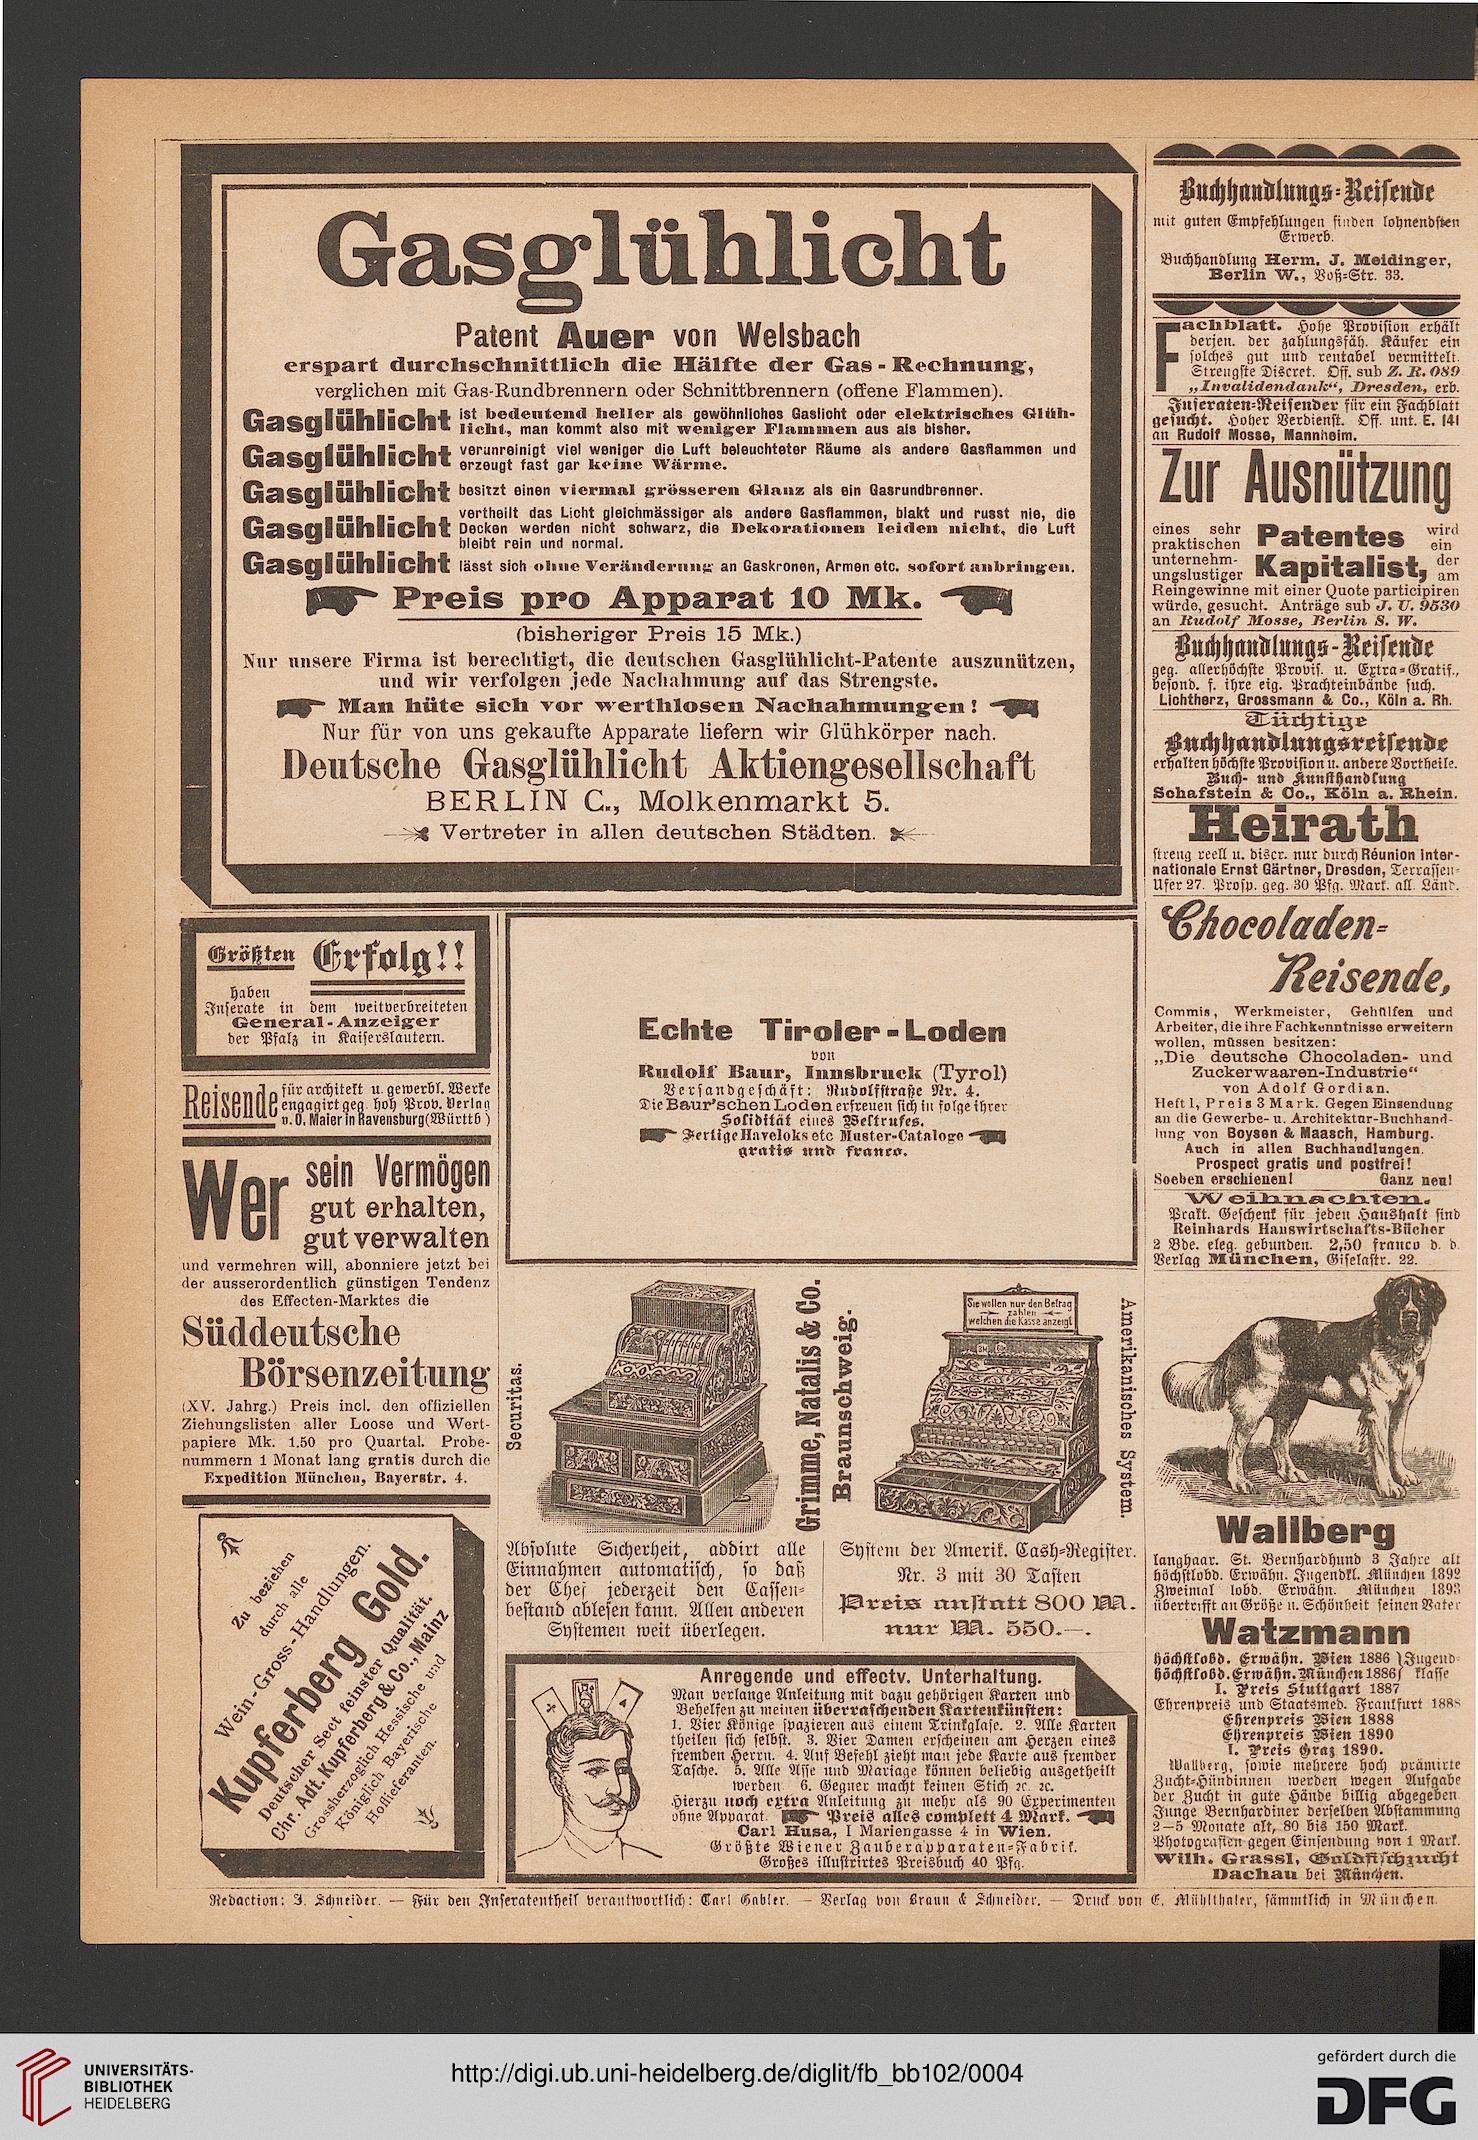 Gasglühlicht
Patent Auer von Welsbach
erspart durchschnittlich die Hälfte der Gas-Rechnung,
verglichen mit Gas-Rundbrennern oder Schnittbrennern (offene Flammen).
Gasglühlicht ist bedeutend heller als gewöhnliches Gaslicht oder elektrisches Glüh-
licht, man kommt also mit weniger Flammen aus als bisher.
Gasglühlicht verunreinigt viel weniger die Luft beleuchteter Räume als andere Gasflammen und
erzeugt fast gar keine Wärme.
Gasglühlicht besitzt einen viermal grösseren Glanz als ein Gasrundbrenner.
Gasglühlicht vertheilt das Licht gleichmässiger als andere Gasflammen, blakt und russt nie, die
Decken werden nicht schwarz, die Dekorationen leiden nicht, die Luft
bleibt rein und normal.
Gasglühlicht lässt sich ohne Veränderung an Gaskronen, Armen etc. sofort anbringen.
Preis pro Apparat 10 Mk.
(bisheriger Preis 15 Mk.)
Nur unsere Firma ist berechtigt, die deutschen Gasglühlicht-Patente auszunützen,
und wir verfolgen jede Nachahmung auf das Strengste.
Man hüte sich vor werthlosen Nachahmungen!
Nur für von uns gekaufte Apparate liefern wir Glühkörper nach.
Deutsche Gasglühlicht Aktiengesellschaft
BERLIN C., Molkenmarkt 5.
Vertreter in allen deutschen Städten.
Größten Erfolg!!
haben
Inserate in dem weitverbreiteten
General-Anzeiger
der Pfalz in Kaiserslautern.
Reisende für architekt u. gewerbl. Werke
engagirt geg. hoh Prov. Verlag
v. O. Maier in Ravensburg (Württb)
Wer sein Vermögen
gut erhalten,
gut verwalten
und vermehren will, abonniere jetzt bei
der ausserordentlich günstigen Tendenz
des Effecten-Marktes die
Süddeutsche
Börsenzeitung
(XV. Jahrg.) Preis incl. den offiziellen
Ziehungslisten aller Loose und Wert-
papiere Mk. 1.50 pro Quartal. Probe-
nummern 1 Monat lang gratis durch die
Expedition München, Bayerstr. 4.
Zu beziehen
durch alle
Wein-Gross-Handlungen.
Kupferberg Gold.
Deutscher Sect feinster Qualität.
Chr. Adt. Kupferberg & Co., Mainz
Grossherzoglich Hessische und
Königlich Bayerische
Hoflieferanten.
Echte Tiroler-Loden
von
Rudolf Baur, Innsbruck (Tyrol)
Versandgeschäft: Rudolfstraße Nr. 4.
Die Baur'schen Loden erfreuen sich in folge ihrer
Solidität eines Weltrufes.
Fertige Haveloks etc Muster-Cataloge
gratis und franco.
Securitas.
Grimme, Natalis & Co.
Braunschweig.
Sie wollen nur den Betrag
zahlen
welchen die Kasse anzeigt
Amerikanisches System.
Absolute Sicherheit, addirt alle
Einnahmen automatisch, so daß
der Chef jederzeit den Cassen-
bestand ablesen kann. Allen anderen
Systemen weit überlegen.
System der Amerik. Cash-Register.
Nr. 3 mit 30 Tasten
Preis anstatt 800 M.
nur M. 550.—.
Anregende und effectv. Unterhaltung.
Man verlange Anleitung mit dazu gehörigen Karten und
Behelfen zu meinen überraschenden Kartenkünsten:
1. Vier Könige spazieren aus einem Trinkglase. 2. Alle Karten
theilen sich selbst. 3. Vier Damen erscheinen am Herzen eines
fremden Herrn. 4. Auf Befehl zieht man jede Karte aus fremder
Tasche. 5. Alle Asse und Mariage können beliebig ausgetheilt
werden 6. Gegner macht keinen Stich ꝛc. ꝛc.
Hierzu noch extra Anleitung zu mehr als 90 Experimenten
ohne Apparat. Preis alles complett 4 Mark.
Carl Husa, I Mariengasse 4 in Wien.
Größte Wiener Zauberapparaten-Fabrik.
Großes illustrirtes Preisbuch 40 Pfg.
Buchhandlungs-Reisende
mit guten Empfehlungen finden lohnendsten
Erwerb.
Buchhandlung Herm. J. Meidinger,
Berlin W., Voß-Str. 33.
Fachblatt. Hohe Provision erhält
derjen. der zahlungsfäh. Käufer ein
solches gut und rentabel vermittelt.
Strengste Discret. Off. sub Z. R. 089
„Invalidendank“, Dresden, erb.
Inseraten-Reisender für ein Fachblatt
gesucht. Hoher Verdienst. Off. unt. E. 141
an Rudolf Mosse, Mannheim.
Zur Ausnützung
eines sehr praktischen Patentes wird ein
unternehm-ungslustiger Kapitalist, der am
Reingewinne mit einer Quote participiren
würde, gesucht. Anträge sub J. U. 9530
an Rudolf Mosse, Berlin S. W.
Buchhandlungs-Reisende
geg. allerhöchste Provis. u. Extra-Gratif.,
besond. f. ihre eig. Prachteinbände such.
Lichtherz, Grossmann & Co., Köln a. Rh.
Tüchtige
Buchhandlungsreisende
erhalten höchste Provision u. andere Vortheile.
Buch- und Kunsthandlung
Schafstein & Co., Köln a. Rhein.
Heirath
streng reell u. discr. nur durch Réunion inter-
nationale Ernst Gärtner, Dresden, Terrassen-
Ufer 27. Prosp. geg. 30 Pfg. Mark. all. Länd.
Chocoladen-
Reisende,
Commis, Werkmeister, Gehülfen und
Arbeiter, die ihre Fachkenntnisse erweitern
wollen, müssen besitzen:
„Die deutsche Chocoladen- und
Zuckerwaaren-Industrie“
von Adolf Gordian.
Heft 1, Preis 3 Mark. Gegen Einsendung
an die Gewerbe- u. Architektur-Buchhand-
lung von Boysen & Maasch, Hamburg.
Auch in allen Buchhandlungen.
Prospect gratis und postfrei!
Soeben erschienen! Ganz neu!
Weihnachten.
Prakt. Geschenk für jeden Haushalt sind
Reinhards Hauswirtschafts-Bücher
2 Bde. eleg. gebunden. 2,50 franco d. d.
Verlag München, Giselastr. 22.
Wallberg
langhaar. St. Bernhardhund 3 Jahre alt
höchstlobd. Erwähn. Jugendkl. München 1892
Zweimal lobd. Erwähn. München 1893
übertrifft an Größe u. Schönheit seinen Vater
Watzmann
höchstlobd. Erwähn. Wien 1886 } Jugend-
höchstlobd. Erwähn. München 1886 } klasse
I. Preis Stuttgart 1887
Ehrenpreis und Staatsmed. Frankfurt 1888
Ehrenpreis Wien 1888
Ehrenpreis Wien 1890
I. Preis Graz 1890.
Wallberg, sowie mehrere hoch prämirte
Zucht-Hündinnen werden wegen Aufgabe
der Zucht in gute Hände billig abgegeben
Junge Bernhardiner derselben Abstammung
2—5 Monate alt, 80 bis 150 Mark.
Photografien gegen Einsendung von 1 Mark.
Wilh. Grassl, Goldfischzucht
Dachau bei München.
Redaction: J. Schneider. — Für den Inseratentheil verantwortlich: Carl Gabler. — Verlag von Braun & Schneider. — Druck von E. Mühlthaler, sämmtlich in München.
UNIVERSITÄTS-
BIBLIOTHEK
HEIDELBERG
http://digi.ub.uni-heidelberg.de/diglit/fb_bb102/0004
gefördert durch die
DFG